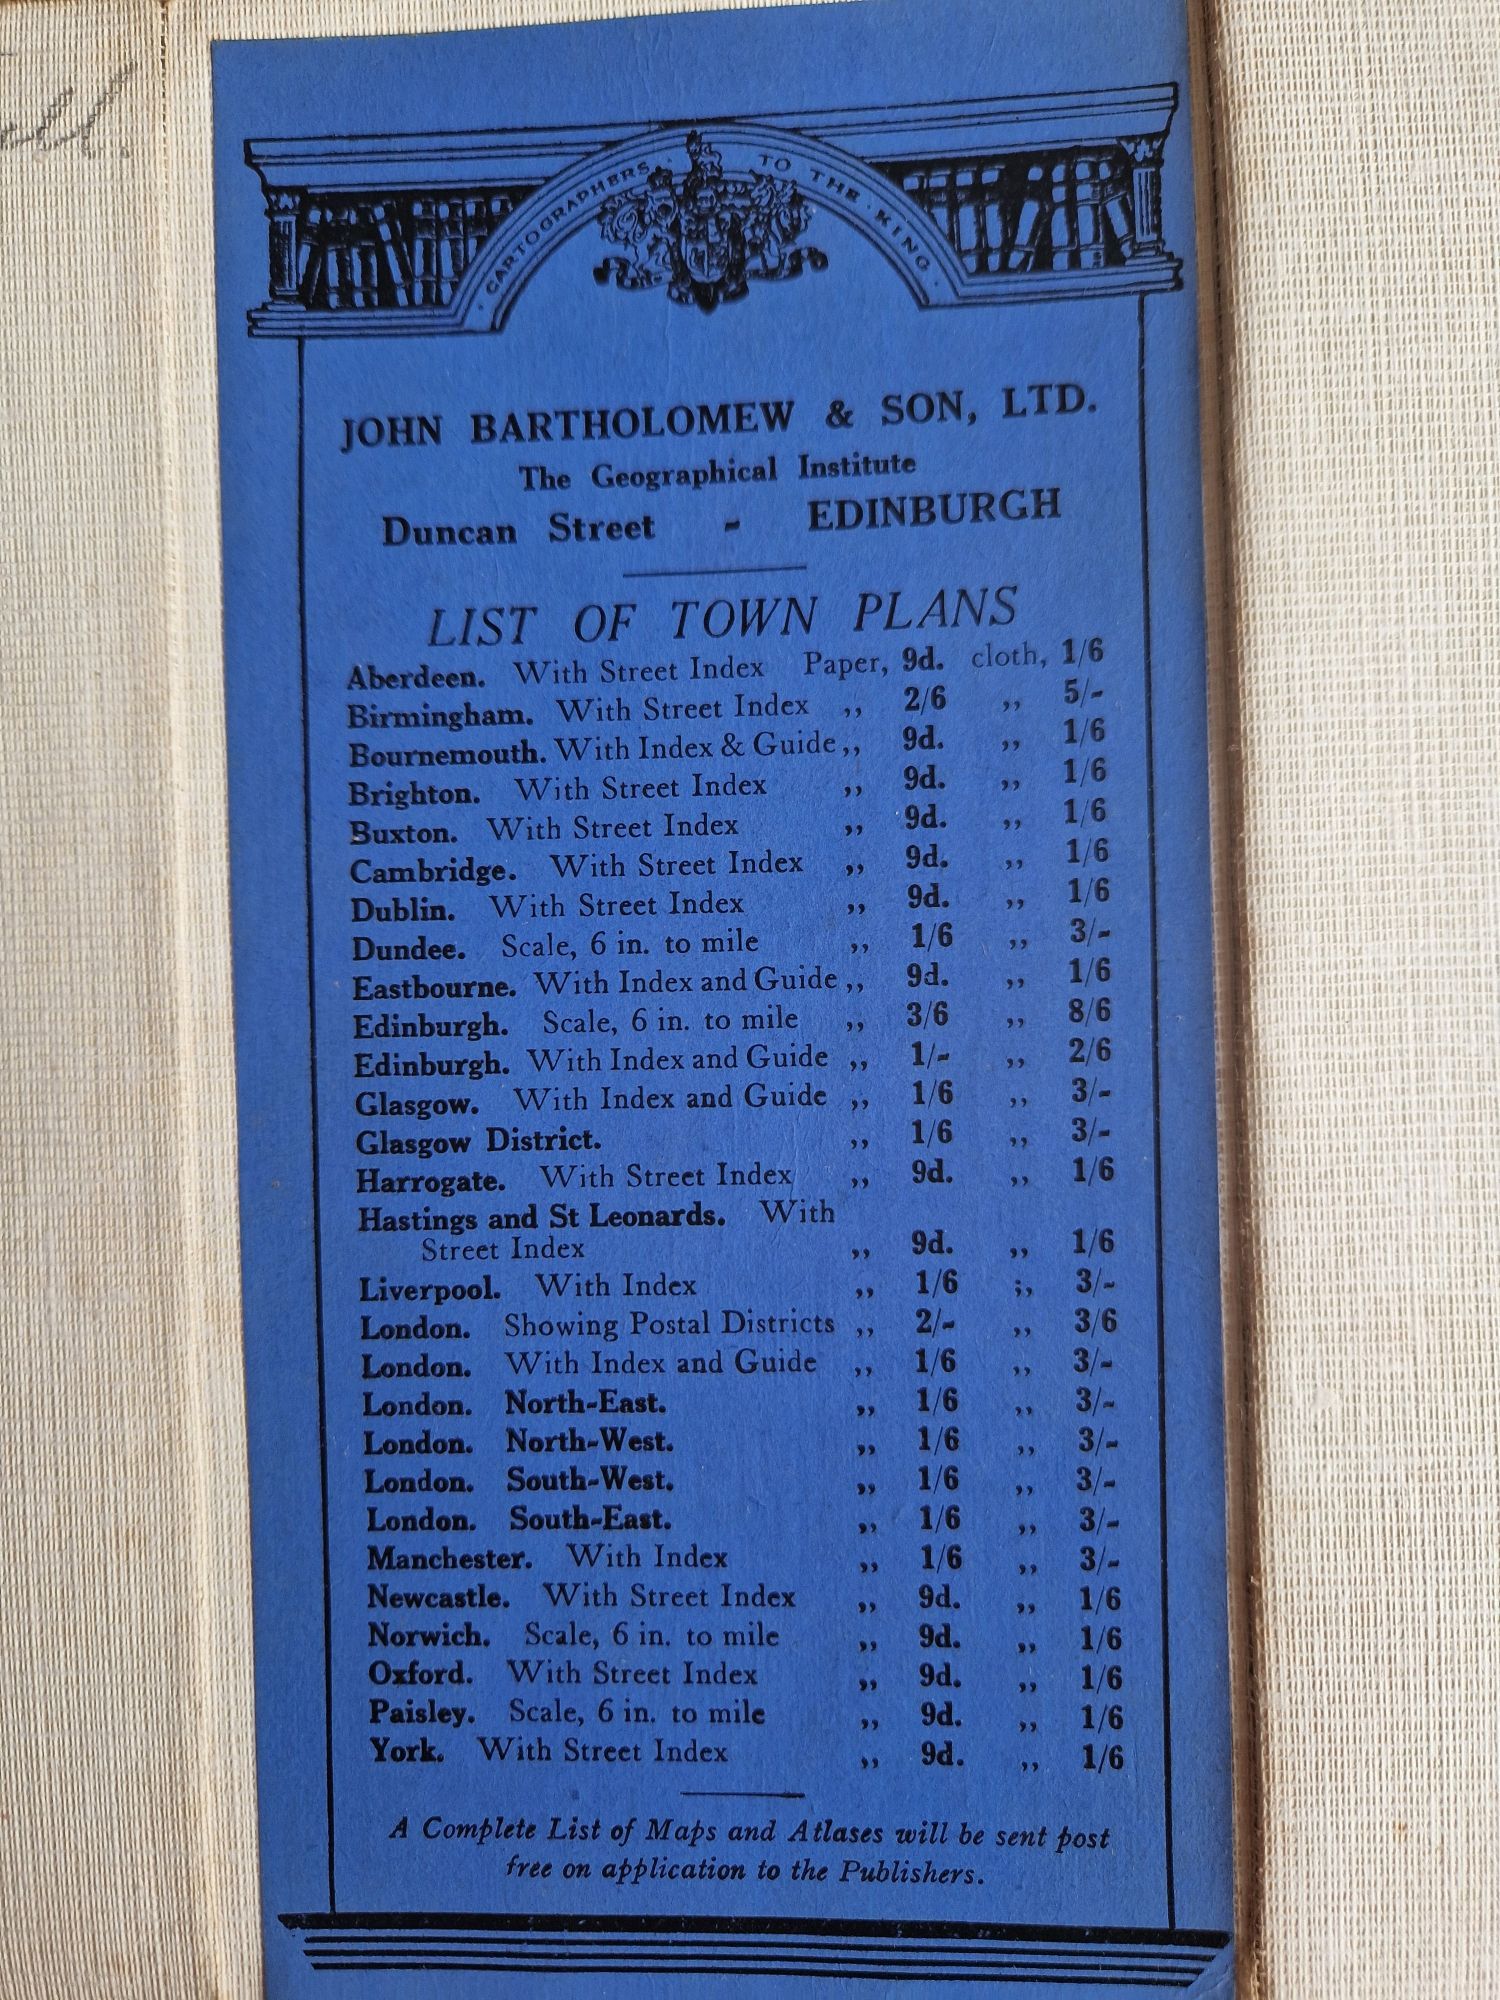 · CARTOGRAPHERS · TO · THE · KING ·
JOHN BARTHOLOMEW & SON, LTD.
The Geographical Institute
Duncan Street - EDINBURGH
LIST OF TOWN PLANS
Aberdeen. With Street Index Paper, 9d. cloth, 1/6
Birmingham. With Street Index ,, 2/6 ,, 5/-
Bournemouth. With Index & Guide ,, 9d. ,, 1/6
Brighton. With Street Index ,, 9d. ,, 1/6
Buxton. With Street Index ,, 9d. ,, 1/6
Cambridge. With Street Index ,, 9d. ,, 1/6
Dublin. With Street Index ,, 9d. ,, 1/6
Dundee. Scale, 6 in. to mile ,, 1/6 ,, 3/-
Eastbourne. With Index and Guide ,, 9d. ,, 1/6
Edinburgh. Scale, 6 in. to mile ,, 3/6 ,, 8/6
Edinburgh. With Index and Guide ,, 1/- ,, 2/6
Glasgow. With Index and Guide ,, 1/6 ,, 3/-
Glasgow District. ,, 1/6 ,, 3/-
Harrogate. With Street Index ,, 9d. ,, 1/6
Hastings and St Leonards. With
Street Index ,, 9d. ,, 1/6
Liverpool. With Index ,, 1/6 ;, 3/-
London. Showing Postal Districts ,, 2/- ,, 3/6
London. With Index and Guide ,, 1/6 ,, 3/-
London. North-East. ,, 1/6 ,, 3/-
London. North-West. ,, 1/6 ,, 3/-
London. South-West. ,, 1/6 ,, 3/-
London. South-East. ,, 1/6 ,, 3/-
Manchester. With Index ,, 1/6 ,, 3/-
Newcastle. With Street Index ,, 9d. ,, 1/6
Norwich. Scale, 6 in. to mile ,, 9d. ,, 1/6
Oxford. With Street Index ,, 9d. ,, 1/6
Paisley. Scale, 6 in. to mile ,, 9d. ,, 1/6
York. With Street Index ,, 9d. ,, 1/6
A Complete List of Maps and Atlases will be sent post
free on application to the Publishers.